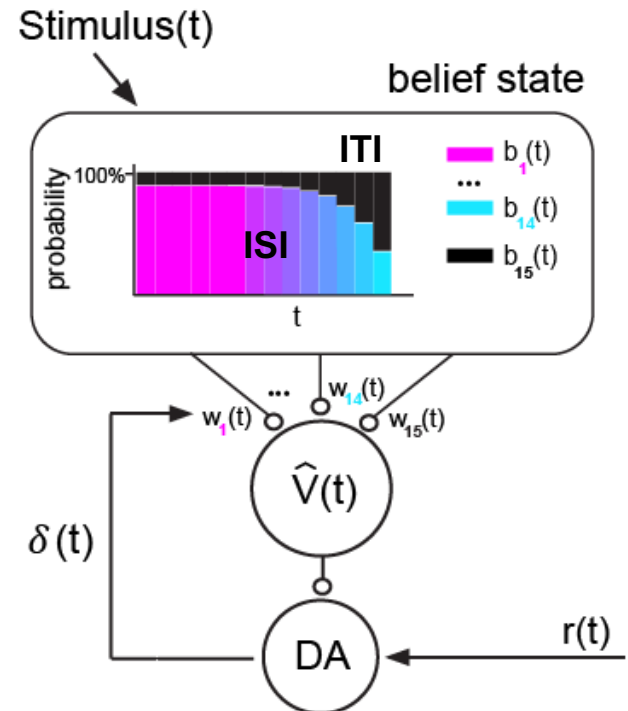 Stimulus(t)
belief state
ITI
100%
probability
ISI
t
b₁(t)
...
b₁₄(t)
b₁₅(t)
...
w₁(t)
w₁₄(t)
w₁₅(t)
V̂(t)
δ(t)
DA
r(t)